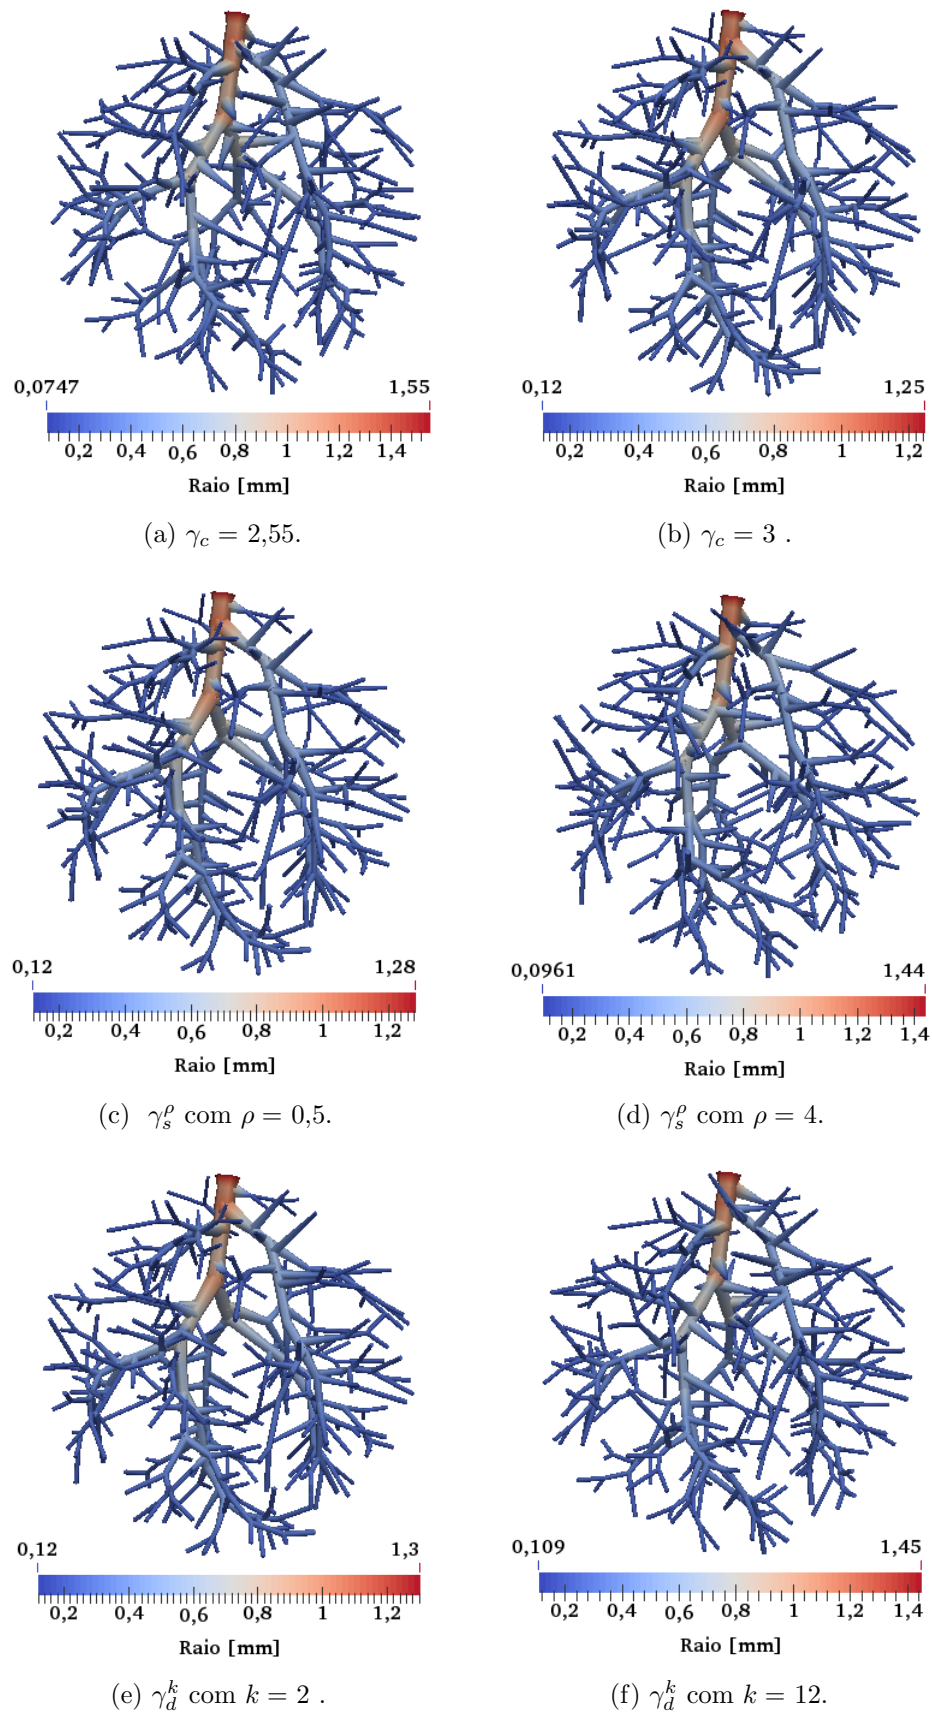 0,0747 1,55
0,2 0,4 0,6 0,8 1 1,2 1,4
Raio [mm]
(a) γ_c = 2,55.
0,12 1,25
0,2 0,4 0,6 0,8 1 1,2
Raio [mm]
(b) γ_c = 3 .
0,12 1,28
0,2 0,4 0,6 0,8 1 1,2
Raio [mm]
(c) γ_s^ρ com ρ = 0,5.
0,0961 1,44
0,2 0,4 0,6 0,8 1 1,2 1,4
Raio [mm]
(d) γ_s^ρ com ρ = 4.
0,12 1,3
0,2 0,4 0,6 0,8 1 1,2
Raio [mm]
(e) γ_d^k com k = 2 .
0,109 1,45
0,2 0,4 0,6 0,8 1 1,2 1,4
Raio [mm]
(f) γ_d^k com k = 12.